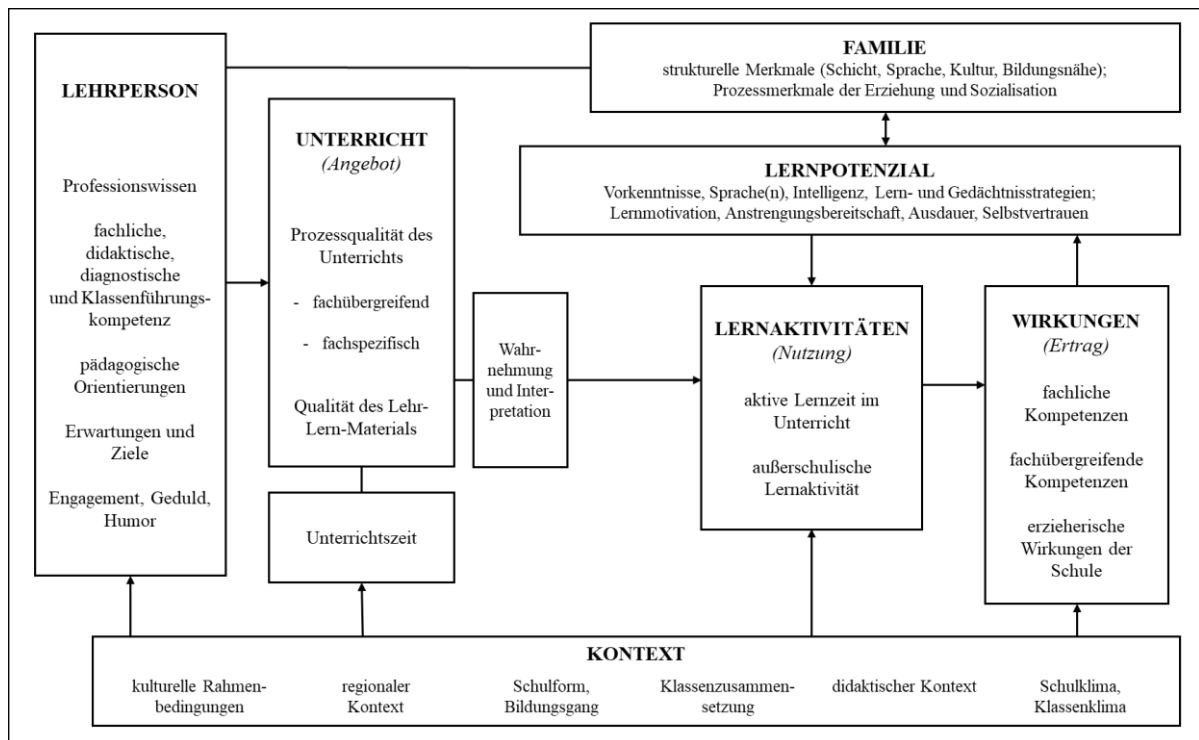 LEHRPERSON
Professionswissen
fachliche,
didaktische,
diagnostische
und Klassenführungs-
kompetenz
pädagogische
Orientierungen
Erwartungen und
Ziele
Engagement, Geduld,
Humor
UNTERRICHT
(Angebot)
Prozessqualität des
Unterrichts
- fachübergreifend
- fachspezifisch
Qualität des Lehr-
Lern-Materials
Unterrichtszeit
Wahr-
nehmung
und Inter-
pretation
FAMILIE
strukturelle Merkmale (Schicht, Sprache, Kultur, Bildungsnähe);
Prozessmerkmale der Erziehung und Sozialisation
LERNPOTENZIAL
Vorkenntnisse, Sprache(n), Intelligenz, Lern- und Gedächtnisstrategien;
Lernmotivation, Anstrengungsbereitschaft, Ausdauer, Selbstvertrauen
LERNAKTIVITÄTEN
(Nutzung)
aktive Lernzeit im
Unterricht
außerschulische
Lernaktivität
WIRKUNGEN
(Ertrag)
fachliche
Kompetenzen
fachübergreifende
Kompetenzen
erzieherische
Wirkungen der
Schule
KONTEXT
kulturelle Rahmen-
bedingungen
regionaler
Kontext
Schulform,
Bildungsgang
Klassenzusammen-
setzung
didaktischer Kontext
Schulklima,
Klassenklima